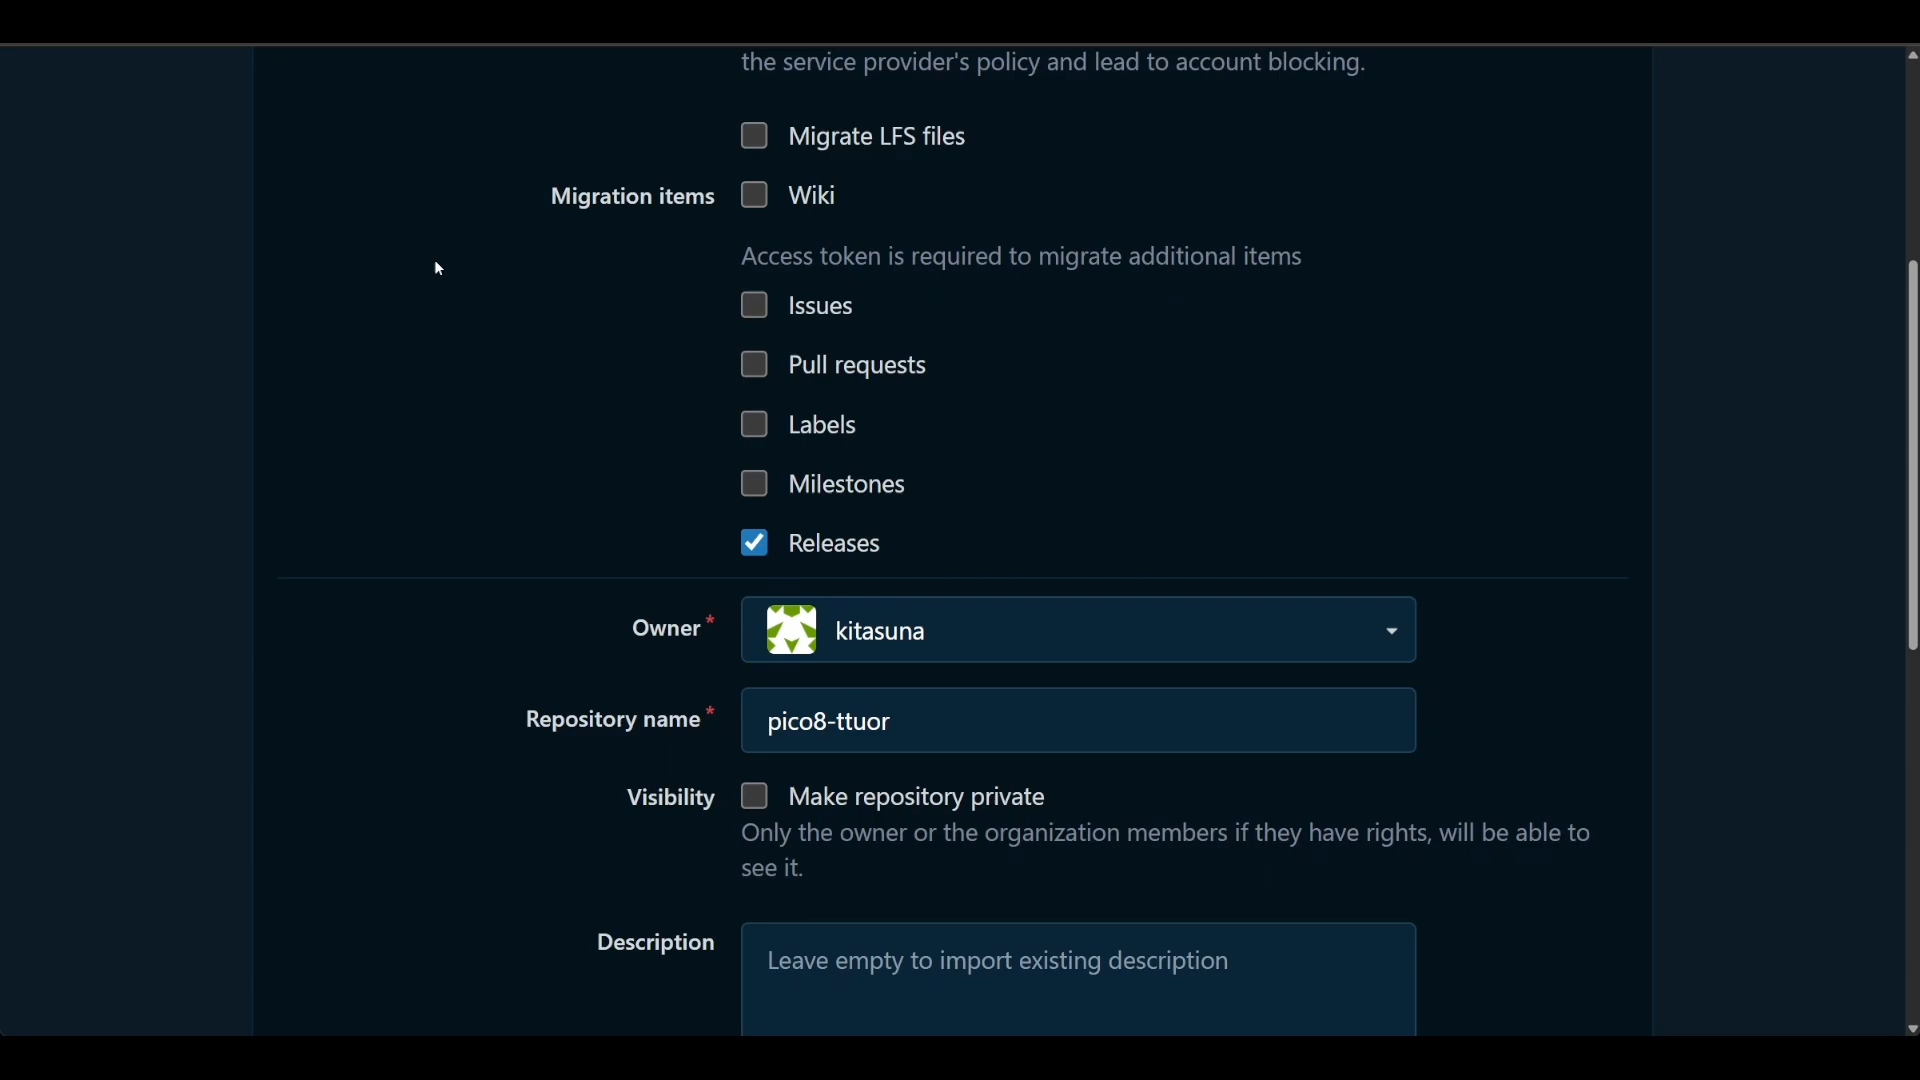 the service provider's policy and lead to account blocking.
Migrate LFS files
Migration items Wiki
Access token is required to migrate additional items
Issues
Pull requests
Labels
Milestones
Releases
Owner* kitasuna
Repository name* pico8-ttuor
Visibility Make repository private
Only the owner or the organization members if they have rights, will be able to
see it.
Description Leave empty to import existing description